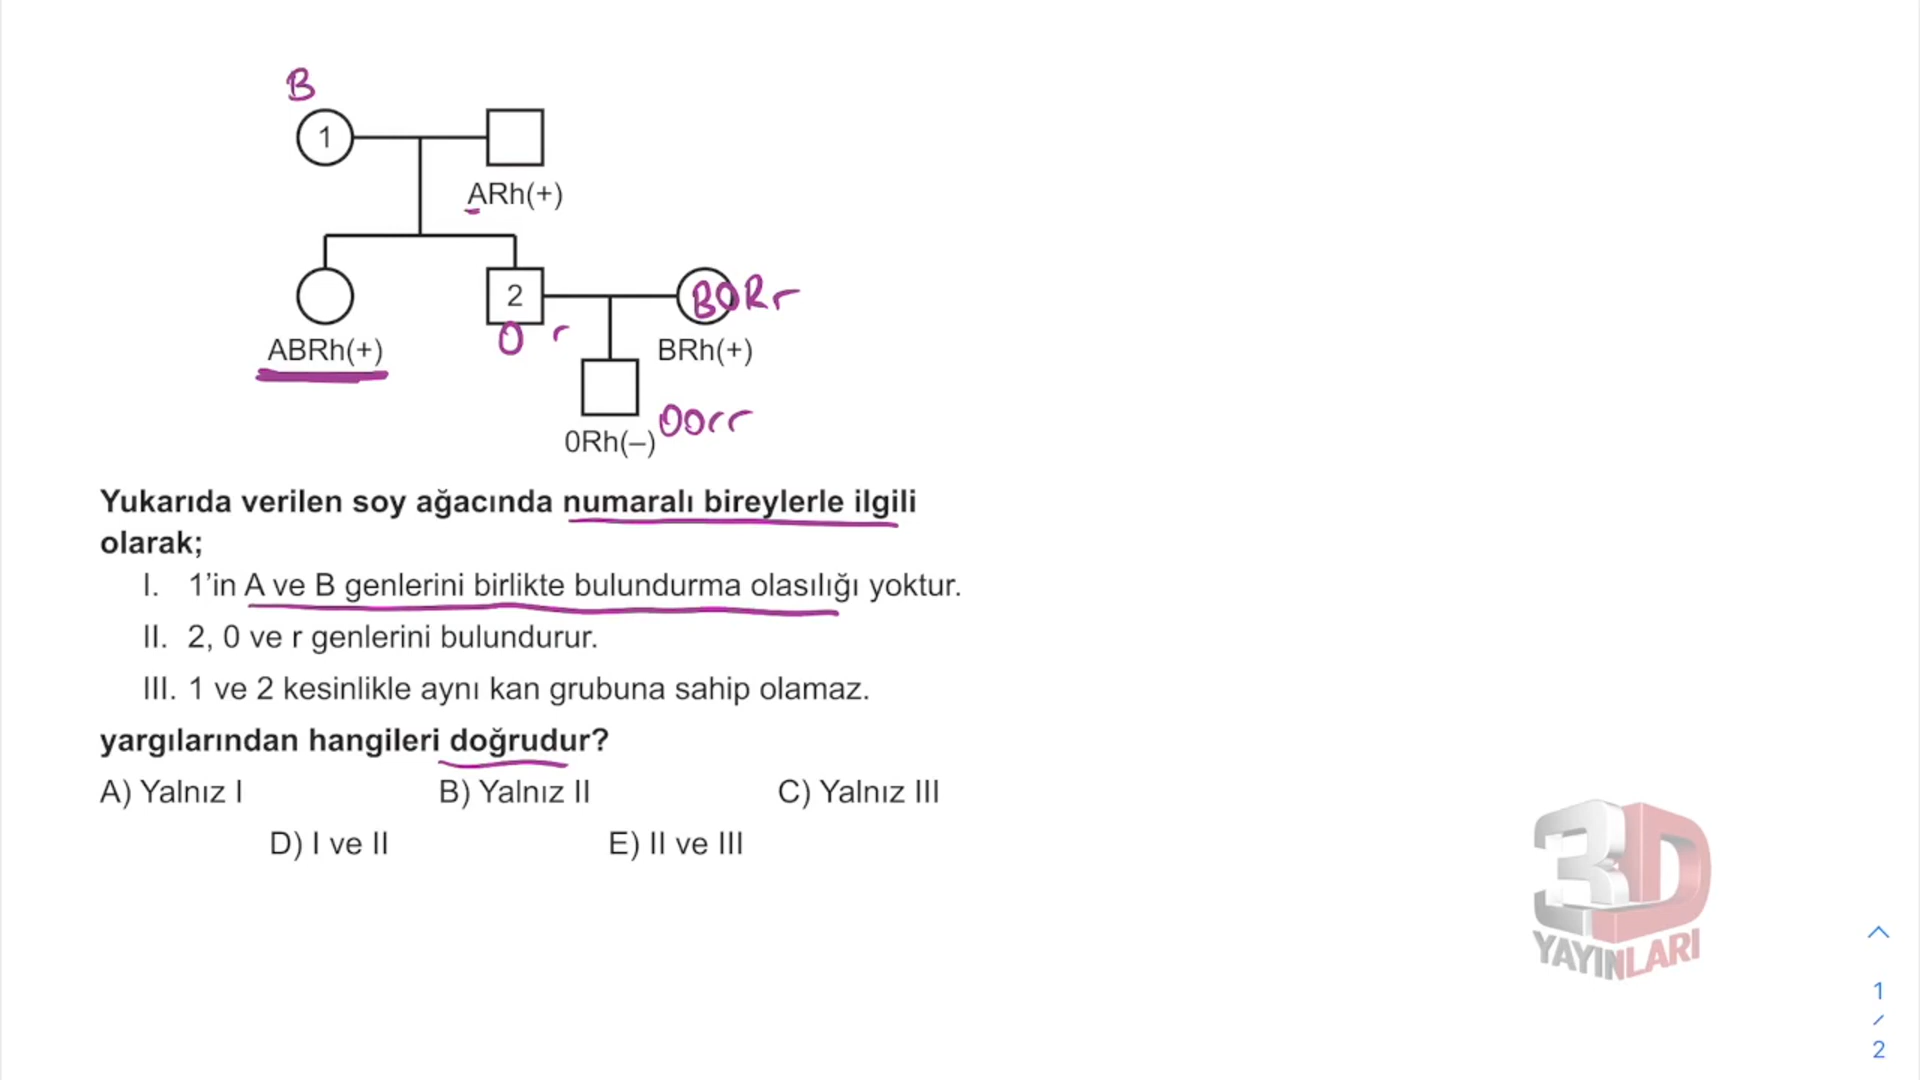 B
1
ARh(+)
2
BORr
O r
ABRh(+)
BRh(+)
0Rh(–)
OOrr
Yukarıda verilen soy ağacında numaralı bireylerle ilgili
olarak;
I. 1’in A ve B genlerini birlikte bulundurma olasılığı yoktur.
II. 2, 0 ve r genlerini bulundurur.
III. 1 ve 2 kesinlikle aynı kan grubuna sahip olamaz.
yargılarından hangileri doğrudur?
A) Yalnız I B) Yalnız II C) Yalnız III
D) I ve II E) II ve III
3D
YAYINLARI
1
/
2